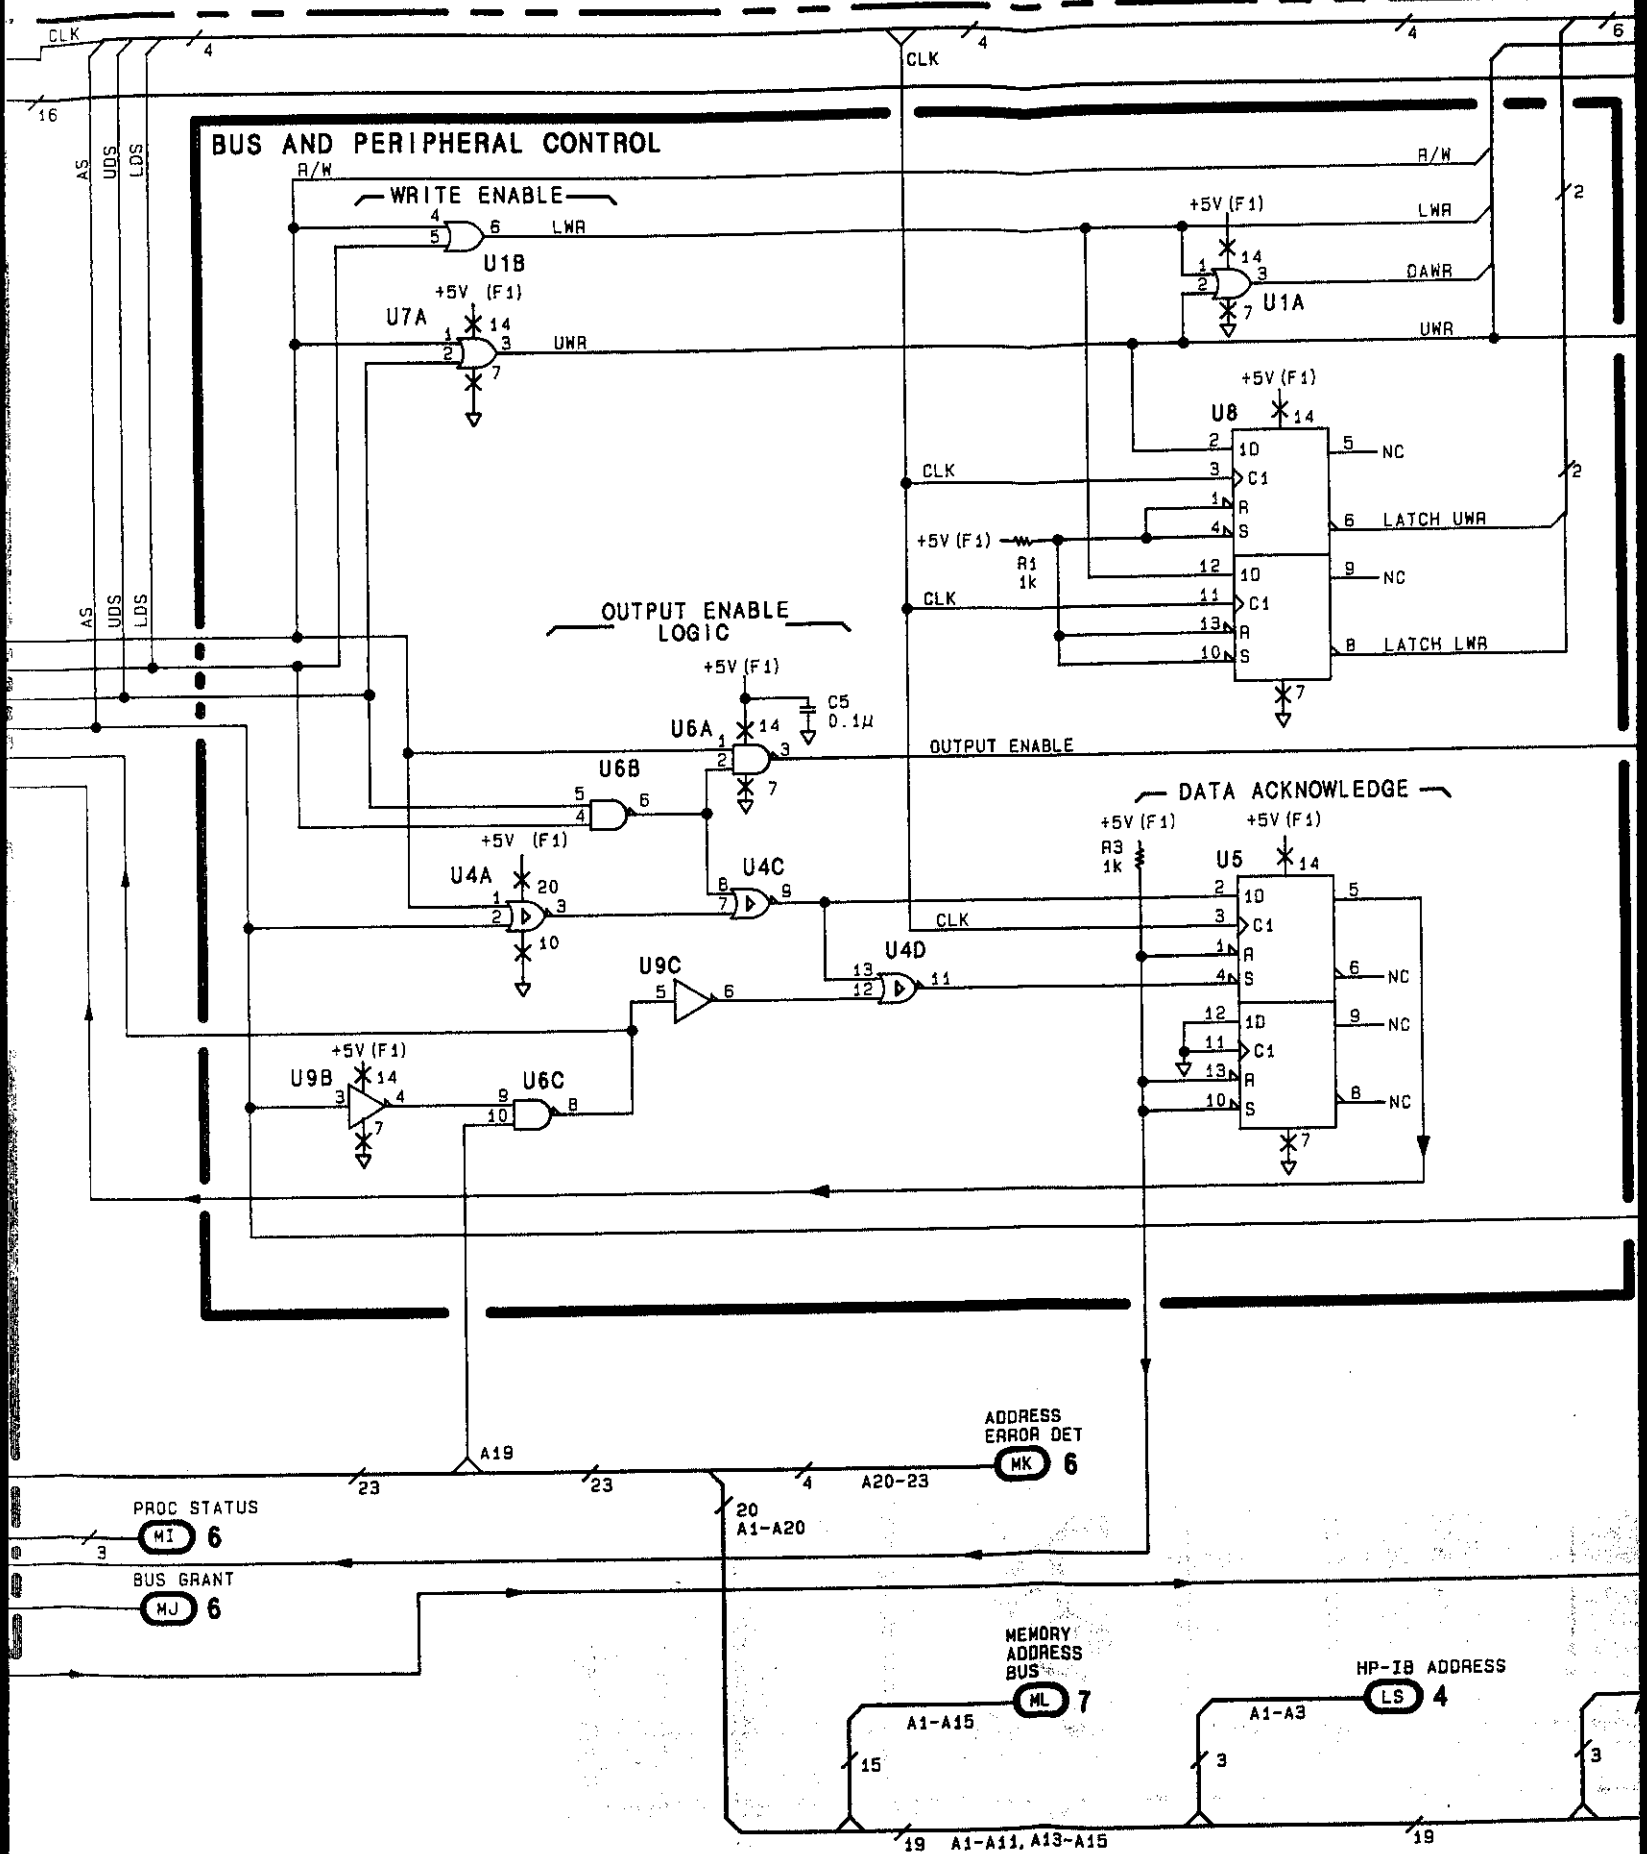 CLK
4
4
4
6
CLK
16
BUS AND PERIPHERAL CONTROL
AS
UDS
LDS
R/W
R/W
WRITE ENABLE
+5V (F1)
2
4
5
6
LWR
LWR
U1B
14
1
2
3
DAWR
+5V (F1)
U7A
14
7
U1A
1
2
3
UWR
UWR
7
+5V (F1)
U8
14
2
1D
5
NC
CLK
3
C1
2
1
R
4
S
6
LATCH UWR
+5V (F1)
R1
1k
12
1D
9
NC
AS
UDS
LDS
CLK
11
C1
OUTPUT ENABLE
LOGIC
13
R
10
S
8
LATCH LWR
+5V (F1)
7
C5
0.1µ
U6A
14
1
2
3
OUTPUT ENABLE
U6B
7
5
4
6
DATA ACKNOWLEDGE
+5V (F1)
+5V (F1)
+5V (F1)
R3
1k
U5
14
U4A
20
U4C
1
2
3
8
7
9
2
1D
5
CLK
3
C1
10
U4D
1
R
U9C
13
12
11
4
S
6
NC
5
6
12
1D
9
NC
+5V (F1)
11
C1
U9B
14
U6C
13
R
3
4
9
10
8
10
S
8
NC
7
7
ADDRESS
ERROR DET
A19
MK 6
23
23
4
A20-23
PROC STATUS
20
A1-A20
MI 6
3
BUS GRANT
MJ 6
MEMORY
ADDRESS
BUS
HP-IB ADDRESS
ML 7
LS 4
A1-A15
A1-A3
15
3
3
19
A1-A11, A13-A15
19